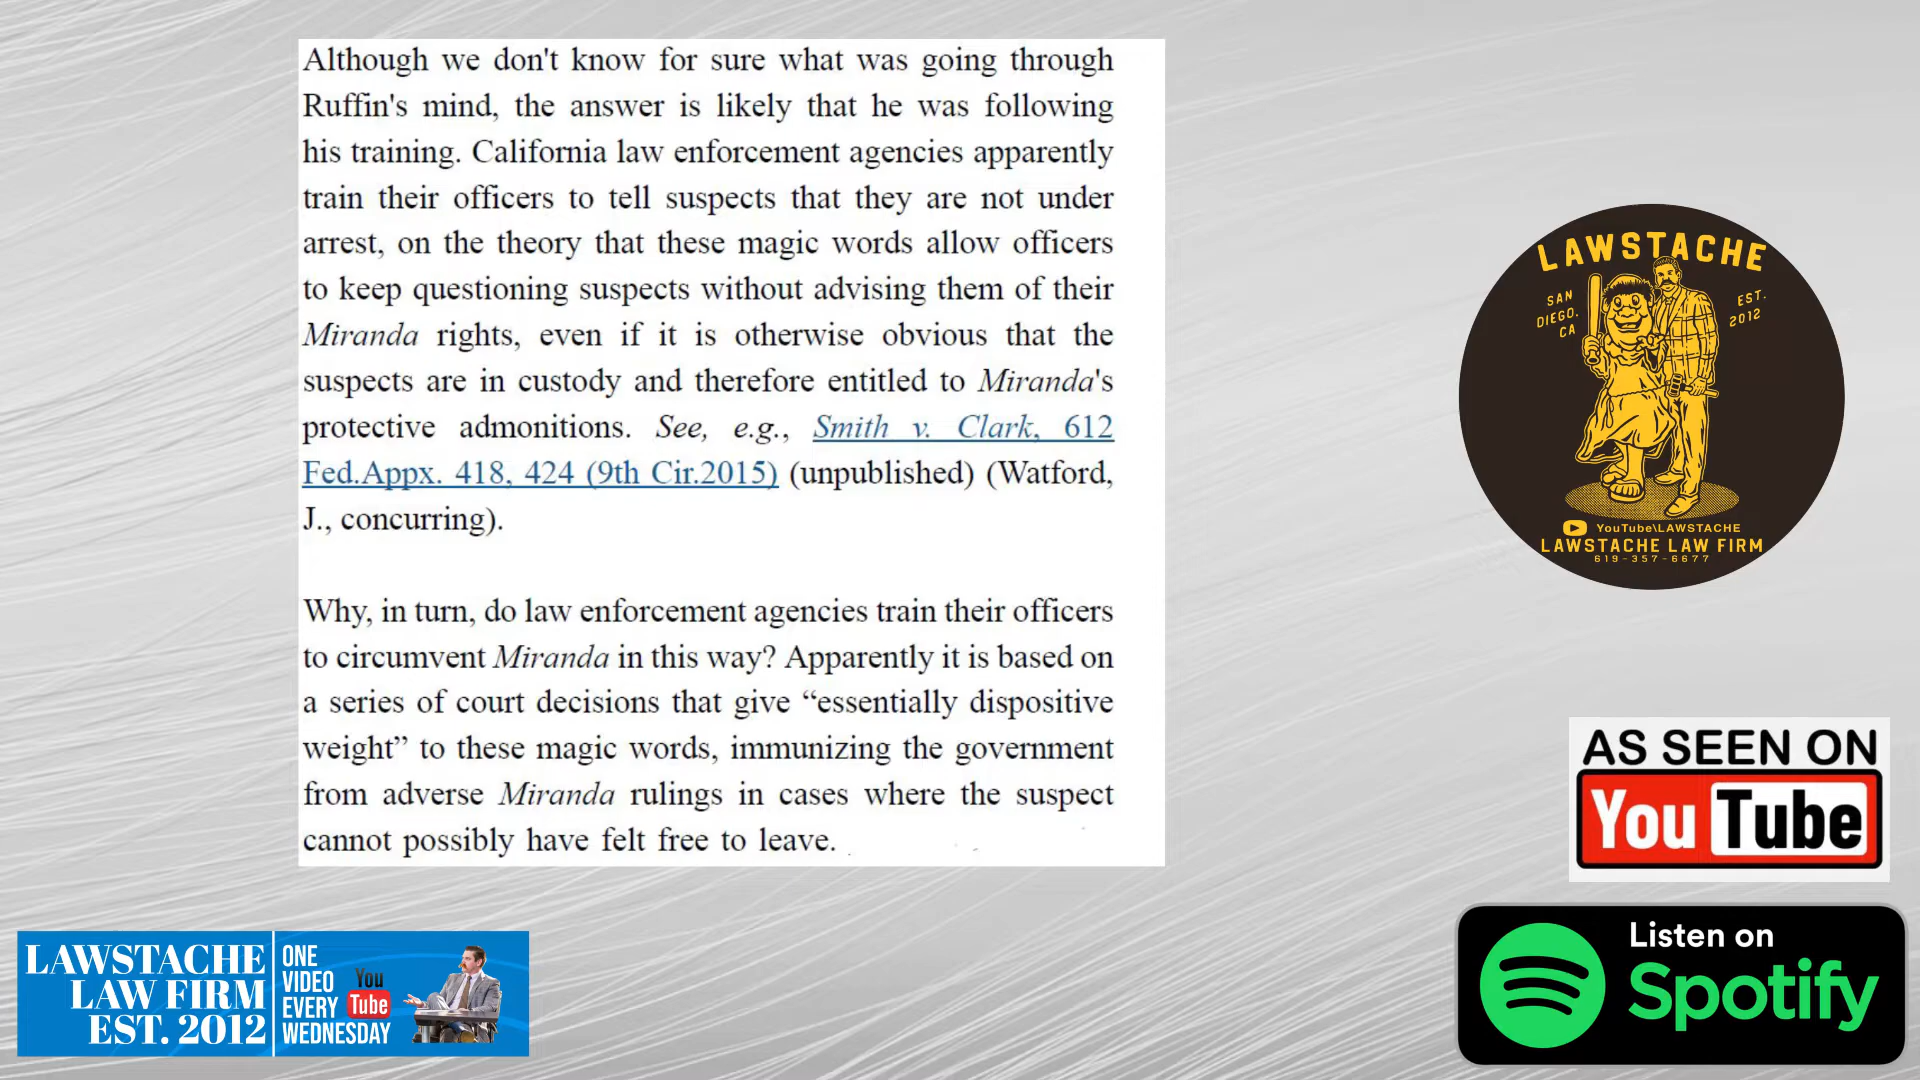 Although we don't know for sure what was going through
Ruffin's mind, the answer is likely that he was following
his training. California law enforcement agencies apparently
train their officers to tell suspects that they are not under
arrest, on the theory that these magic words allow officers
to keep questioning suspects without advising them of their
Miranda rights, even if it is otherwise obvious that the
suspects are in custody and therefore entitled to Miranda's
protective admonitions. See, e.g., Smith v. Clark, 612
Fed.Appx. 418, 424 (9th Cir.2015) (unpublished) (Watford,
J., concurring).
Why, in turn, do law enforcement agencies train their officers
to circumvent Miranda in this way? Apparently it is based on
a series of court decisions that give “essentially dispositive
weight” to these magic words, immunizing the government
from adverse Miranda rulings in cases where the suspect
cannot possibly have felt free to leave.
LAWSTACHE
SAN
DIEGO.
CA
EST.
2012
YouTube\LAWSTACHE
LAWSTACHE LAW FIRM
619-357-6677
AS SEEN ON
YouTube
Listen on
Spotify
LAWSTACHE
LAW FIRM
EST. 2012
ONE
VIDEO
EVERY
WEDNESDAY
You
Tube